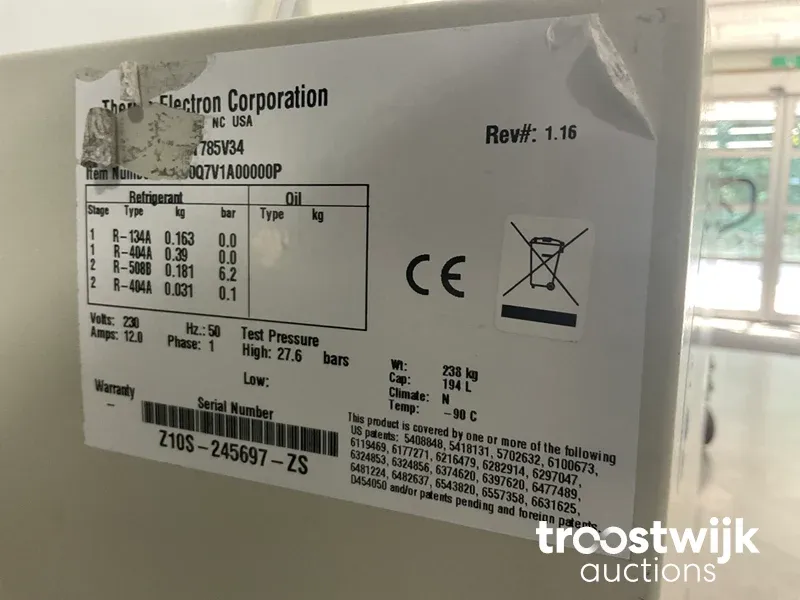 Electron Corporation
NC USA
Rev#: 1.16
785V34
Item 0Q7V1A00000P
Refrigerant Oil
Stage Type kg bar Type kg
1 R-134A 0.163 0.0
1 R-404A 0.39 0.0
2 R-508B 0.181 6.2
2 R-404A 0.031 0.1
CE
Volts: 230 Hz.: 50 Test Pressure
Amps: 12.0 Phase: 1 High: 27.6 bars
Low:
Wt: 238 kg
Cap: 194 L
Climate: N
Temp: -90 C
Warranty
-
Serial Number
Z10S-245697-ZS
This product is covered by one or more of the following
US patents: 5408848, 5418131, 5702632, 6100673,
6119469, 6177271, 6216479, 6282914, 6297047,
6324853, 6324856, 6374620, 6397620, 6477489,
6481224, 6482637, 6543820, 6557358, 6631625,
D454050 and/or patents pending and foreign patents.
troostwijk
auctions